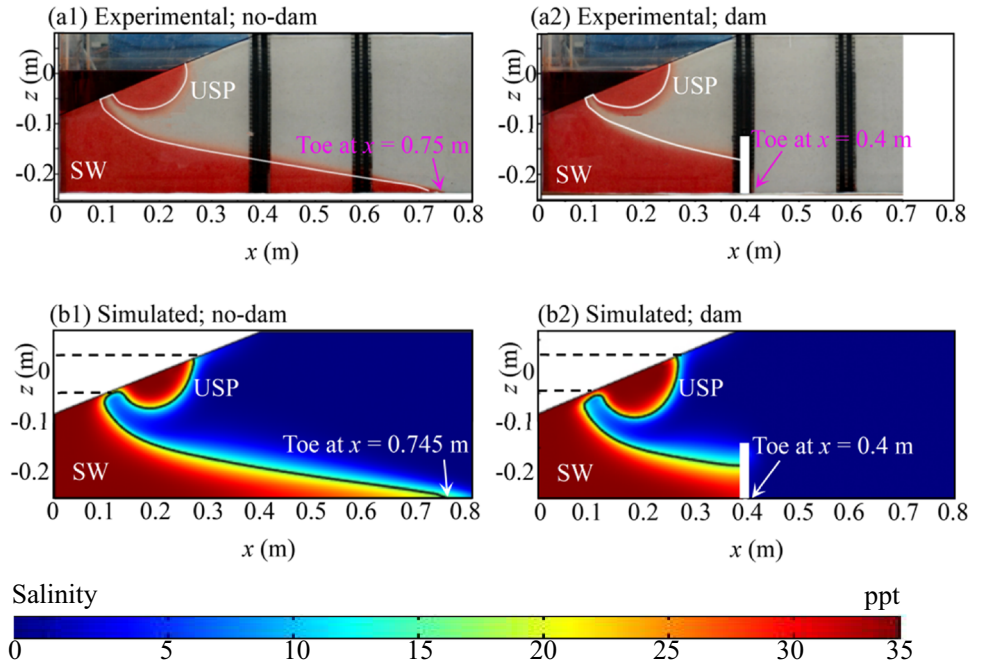 (a1) Experimental; no-dam
(a2) Experimental; dam
z (m)
0
-0.1
-0.2
USP
SW
Toe at x = 0.75 m
0 0.1 0.2 0.3 0.4 0.5 0.6 0.7 0.8
x (m)
z (m)
0
-0.1
-0.2
USP
SW
Toe at x = 0.4 m
0 0.1 0.2 0.3 0.4 0.5 0.6 0.7 0.8
x (m)
(b1) Simulated; no-dam
(b2) Simulated; dam
z (m)
0
-0.1
-0.2
USP
SW
Toe at x = 0.745 m
0 0.1 0.2 0.3 0.4 0.5 0.6 0.7 0.8
x (m)
z (m)
0
-0.1
-0.2
USP
SW
Toe at x = 0.4 m
0 0.1 0.2 0.3 0.4 0.5 0.6 0.7 0.8
x (m)
Salinity ppt
0 5 10 15 20 25 30 35